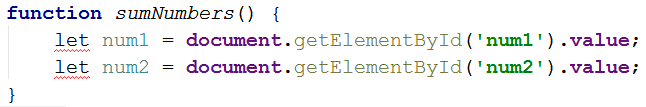 function sumNumbers() {
    let num1 = document.getElementById('num1').value;
    let num2 = document.getElementById('num2').value;
}